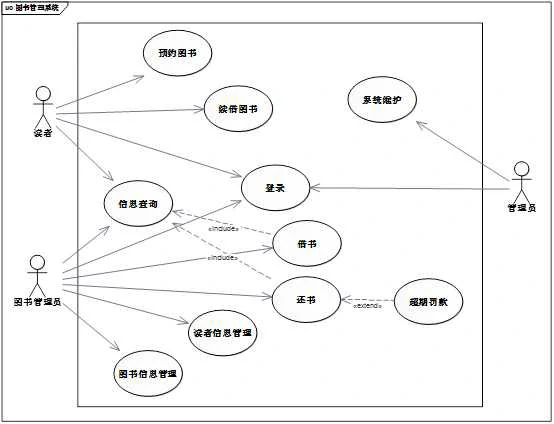 uc 图书管理系统
预约图书
续借图书
系统维护
读者
登录
信息查询
管理员
«include»
借书
«include»
图书管理员
还书
超期罚款
«extend»
读者信息管理
图书信息管理